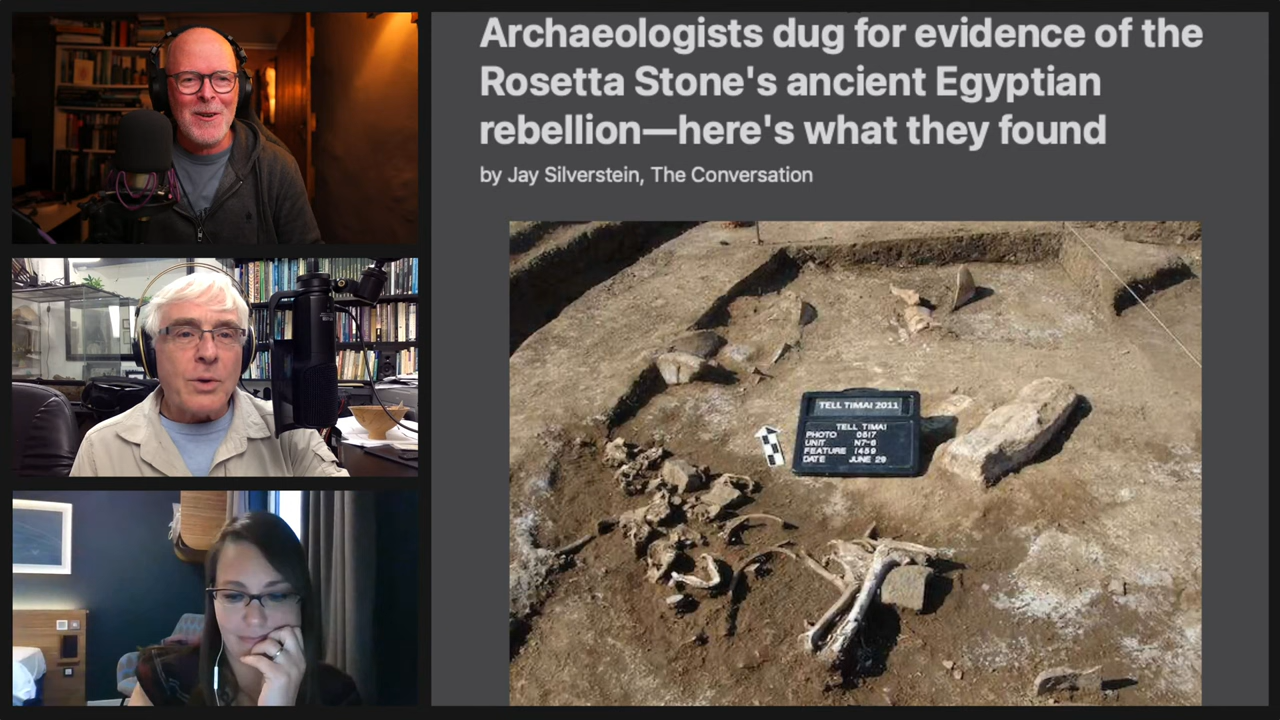 Archaeologists dug for evidence of the
Rosetta Stone's ancient Egyptian
rebellion—here's what they found
by Jay Silverstein, The Conversation
TELL TIMAI 2011
TELL TIMAI
PHOTO 0517
UNIT N7-6
FEATURE 1459
DATE JUNE 29